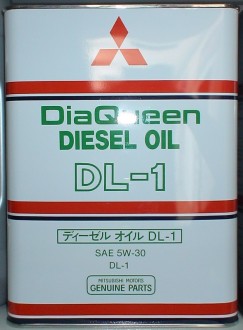 DiaQueen
DIESEL OIL
DL-1
ディーゼル オイル DL-1
SAE 5W-30
DL-1
MITSUBISHI MOTORS
GENUINE PARTS